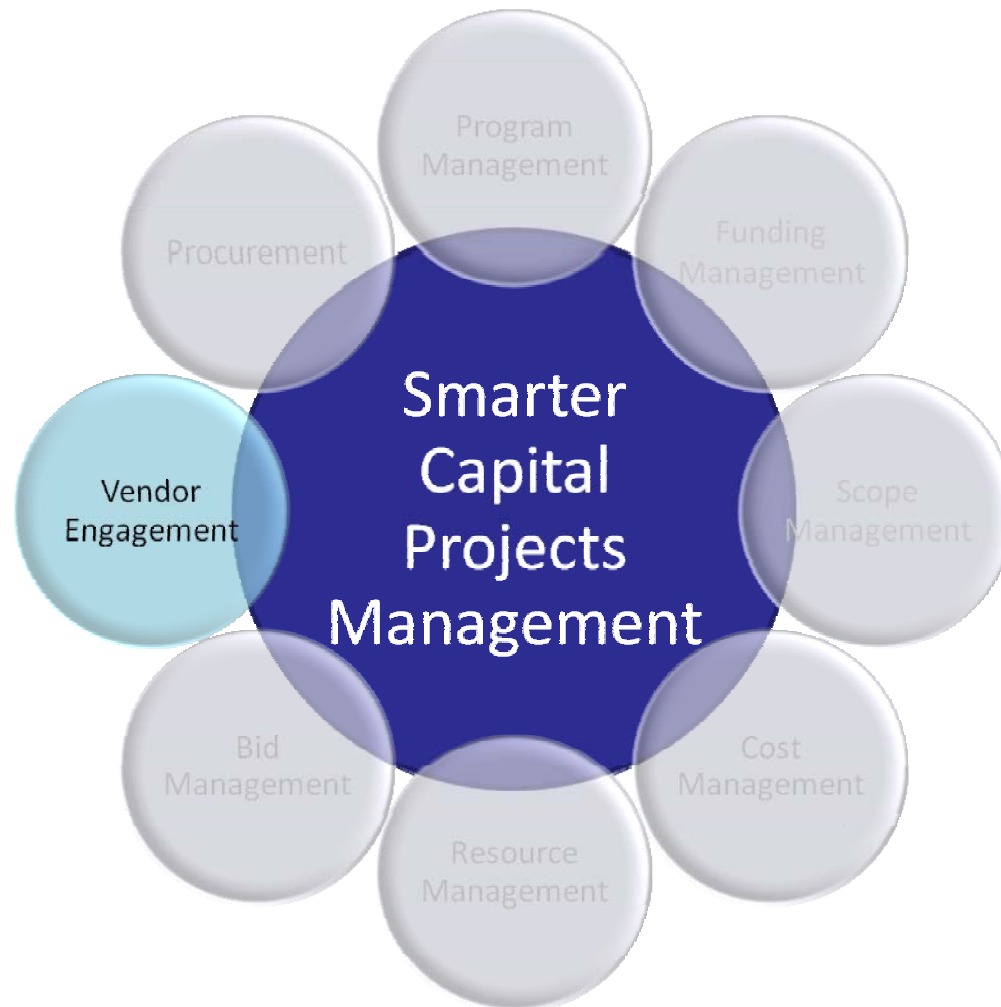 Program
Management
Funding
Management
Scope
Management
Cost
Management
Resource
Management
Bid
Management
Vendor
Engagement
Procurement
Smarter
Capital
Projects
Management